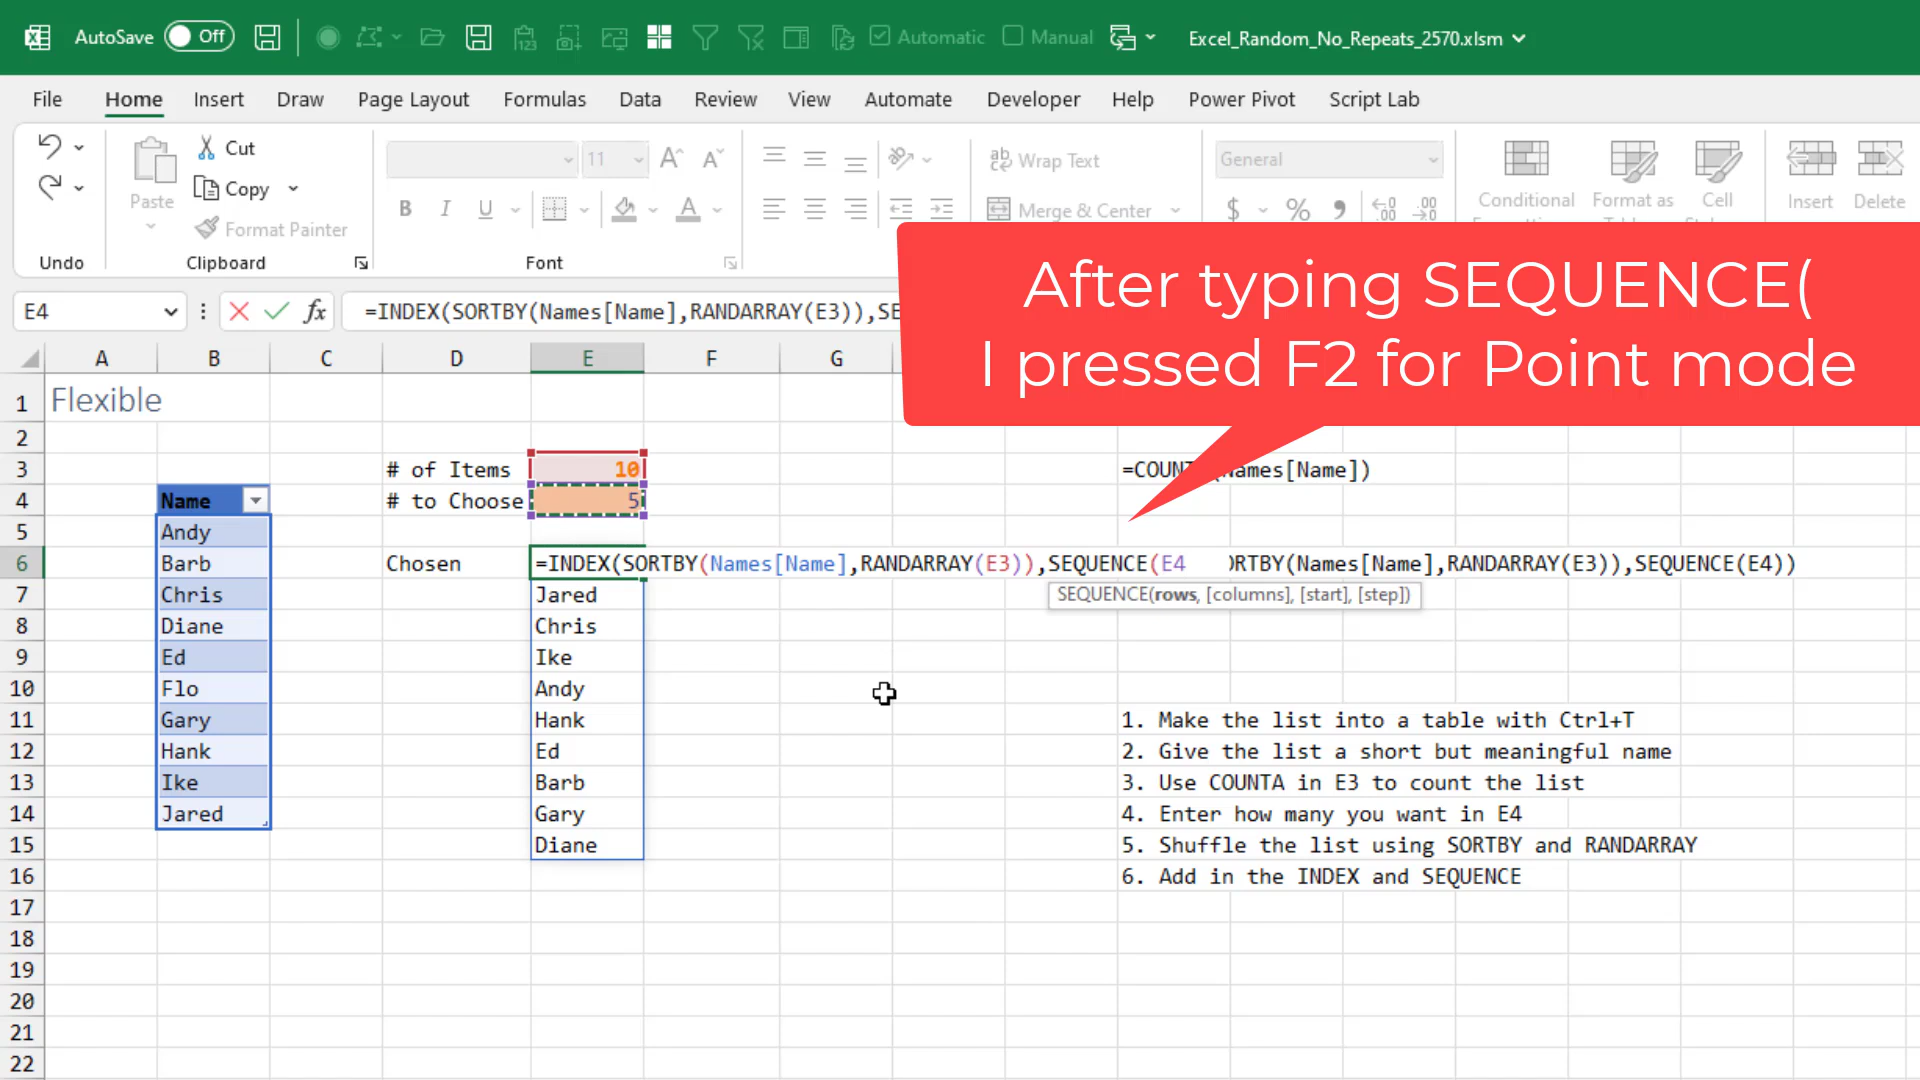 AutoSave Off Automatic Manual Excel_Random_No_Repeats_2570.xlsm
File Home Insert Draw Page Layout Formulas Data Review View Automate Developer Help Power Pivot Script Lab
Cut
Copy
Format Painter
Paste
11
Wrap Text
Merge & Center
General
Conditional
Format as
Cell
Insert
Delete
Undo Clipboard Font
After typing SEQUENCE(
I pressed F2 for Point mode
E4 fx =INDEX(SORTBY(Names[Name],RANDARRAY(E3)),SE
A B C D E F G
1 Flexible
2
3 # of Items 10 =COUN Names[Name])
4 Name # to Choose 5
5 Andy
6 Barb Chosen =INDEX(SORTBY(Names[Name],RANDARRAY(E3)),SEQUENCE(E4 ORTBY(Names[Name],RANDARRAY(E3)),SEQUENCE(E4))
SEQUENCE(rows, [columns], [start], [step])
7 Chris Jared
8 Diane Chris
9 Ed Ike
10 Flo Andy
11 Gary Hank 1. Make the list into a table with Ctrl+T
12 Hank Ed 2. Give the list a short but meaningful name
13 Ike Barb 3. Use COUNTA in E3 to count the list
14 Jared Gary 4. Enter how many you want in E4
15 Diane 5. Shuffle the list using SORTBY and RANDARRAY
16 6. Add in the INDEX and SEQUENCE
17
18
19
20
21
22